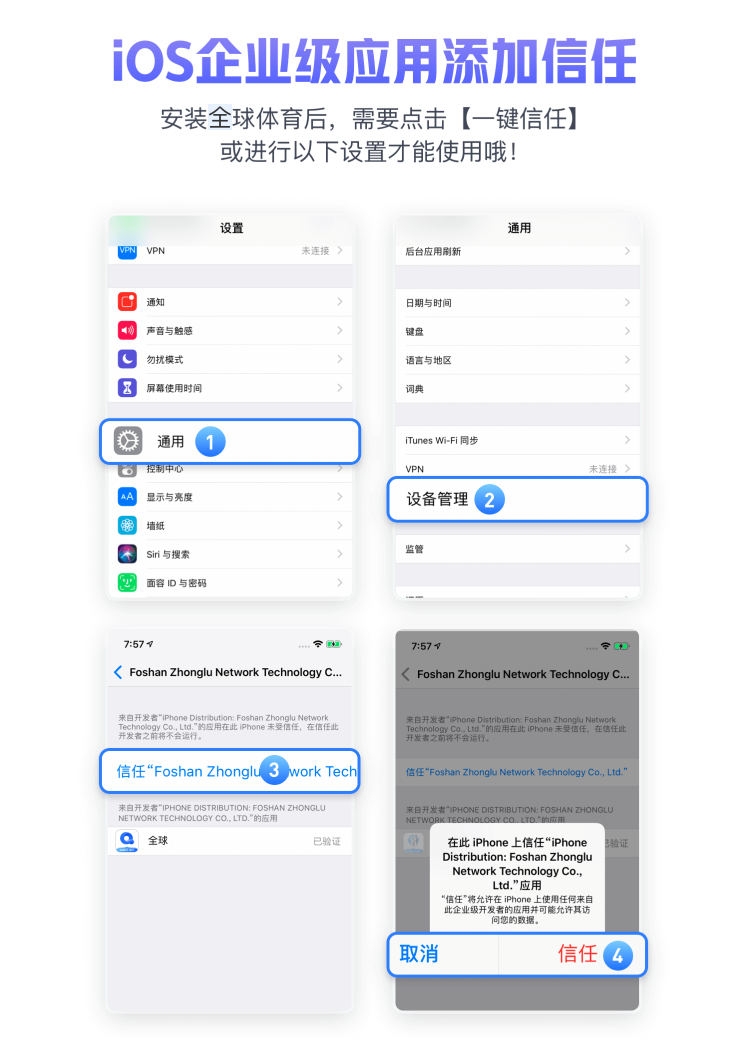 iOS企业级应用添加信任
安装全球体育后，需要点击【一键信任】
或进行以下设置才能使用哦！
设置
VPN VPN 未连接
通知
声音与触感
勿扰模式
屏幕使用时间
通用 1
控制中心
AA 显示与亮度
墙纸
Siri 与搜索
面容 ID 与密码
通用
后台应用刷新
日期与时间
键盘
语言与地区
词典
iTunes Wi-Fi 同步
VPN 未连接
设备管理 2
监管
7:57
Foshan Zhonglu Network Technology C...
来自开发者“iPhone Distribution: Foshan Zhonglu Network
Technology Co., Ltd.”的应用在此 iPhone 未受信任，在信任此
开发者之前将不会运行。
信任“Foshan Zhonglu 3 work Tech
来自开发者“IPHONE DISTRIBUTION: FOSHAN ZHONGLU
NETWORK TECHNOLOGY CO., LTD.”的应用
全球 已验证
7:57
Foshan Zhonglu Network Technology C...
来自开发者“iPhone Distribution: Foshan Zhonglu Network
Technology Co., Ltd.”的应用在此 iPhone 未受信任，在信任此
开发者之前将不会运行。
信任“Foshan Zhonglu Network Technology Co., Ltd.”
来自开发者“IPHONE DISTRIBUTION: FOSHAN ZHONGLU
NETWORK TECHNOLOGY CO., LTD.”的应用
已验证
在此 iPhone 上信任“iPhone
Distribution: Foshan Zhonglu
Network Technology Co.,
Ltd.”应用
“信任”将允许在 iPhone 上使用任何来自
此企业级开发者的应用并可能允许其访
问您的数据。
取消 信任 4